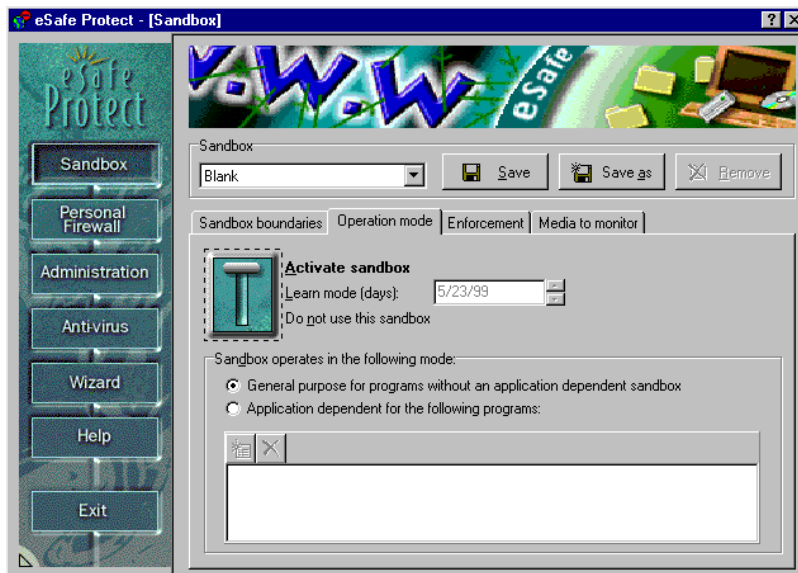 eSafe Protect - [Sandbox]
eSafe
Protect
Sandbox
Personal
Firewall
Administration
Anti-virus
Wizard
Help
Exit
.W.W
eSafe
Sandbox
Blank
Save
Save as
Remove
Sandbox boundaries
Operation mode
Enforcement
Media to monitor
Activate sandbox
Learn mode (days):
5/23/99
Do not use this sandbox
Sandbox operates in the following mode:
General purpose for programs without an application dependent sandbox
Application dependent for the following programs: